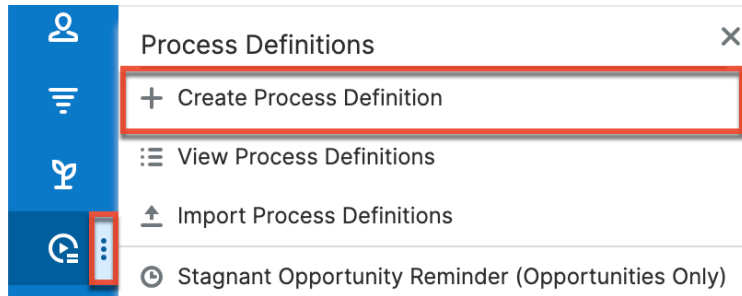 Process Definitions
Create Process Definition
View Process Definitions
Import Process Definitions
Stagnant Opportunity Reminder (Opportunities Only)